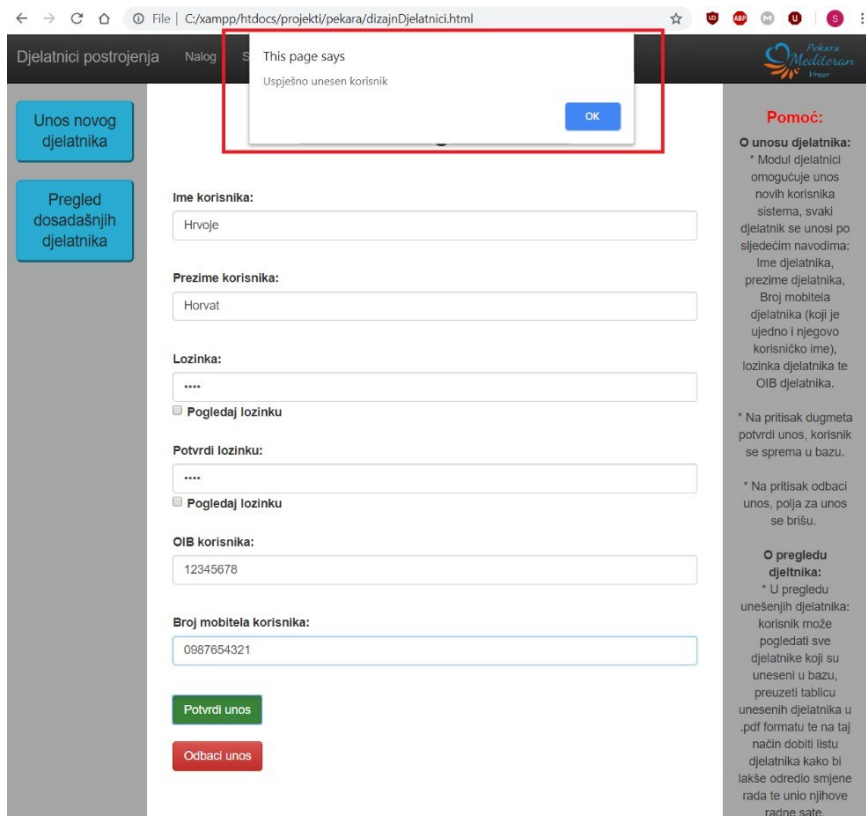 File | C:/xampp/htdocs/projekti/pekara/dizajnDjelatnici.html
Djelatnici postrojenja
Nalog
S
Pekara
Mediteran
Vrsar
This page says
Uspješno unesen korisnik
OK
Unos novog
djelatnika
Pregled
dosadašnjih
djelatnika
Ime korisnika:
Hrvoje
Prezime korisnika:
Horvat
Lozinka:
••••
Pogledaj lozinku
Potvrdi lozinku:
••••
Pogledaj lozinku
OIB korisnika:
12345678
Broj mobitela korisnika:
0987654321
Potvrdi unos
Odbaci unos
Pomoć:
O unosu djelatnika:
* Modul djelatnici
omogućuje unos
novih korisnika
sistema, svaki
djelatnik se unosi po
sljedećim navodima:
Ime djelatnika,
prezime djelatnika,
Broj mobitela
djelatnika (koji je
ujedno i njegovo
korisničko ime),
lozinka djelatnika te
OIB djelatnika.
* Na pritisak dugmeta
potvrdi unos, korisnik
se sprema u bazu.
* Na pritisak odbaci
unos, polja za unos
se brišu.
O pregledu
djeltnika:
* U pregledu
unešenjih djelatnika:
korisnik može
pogledati sve
djelatnike koji su
uneseni u bazu,
preuzeti tablicu
unesenih djelatnika u
.pdf formatu te na taj
način dobiti listu
djelatnika kako bi
lakše odredio smjene
rada te unio njihove
radne sate.